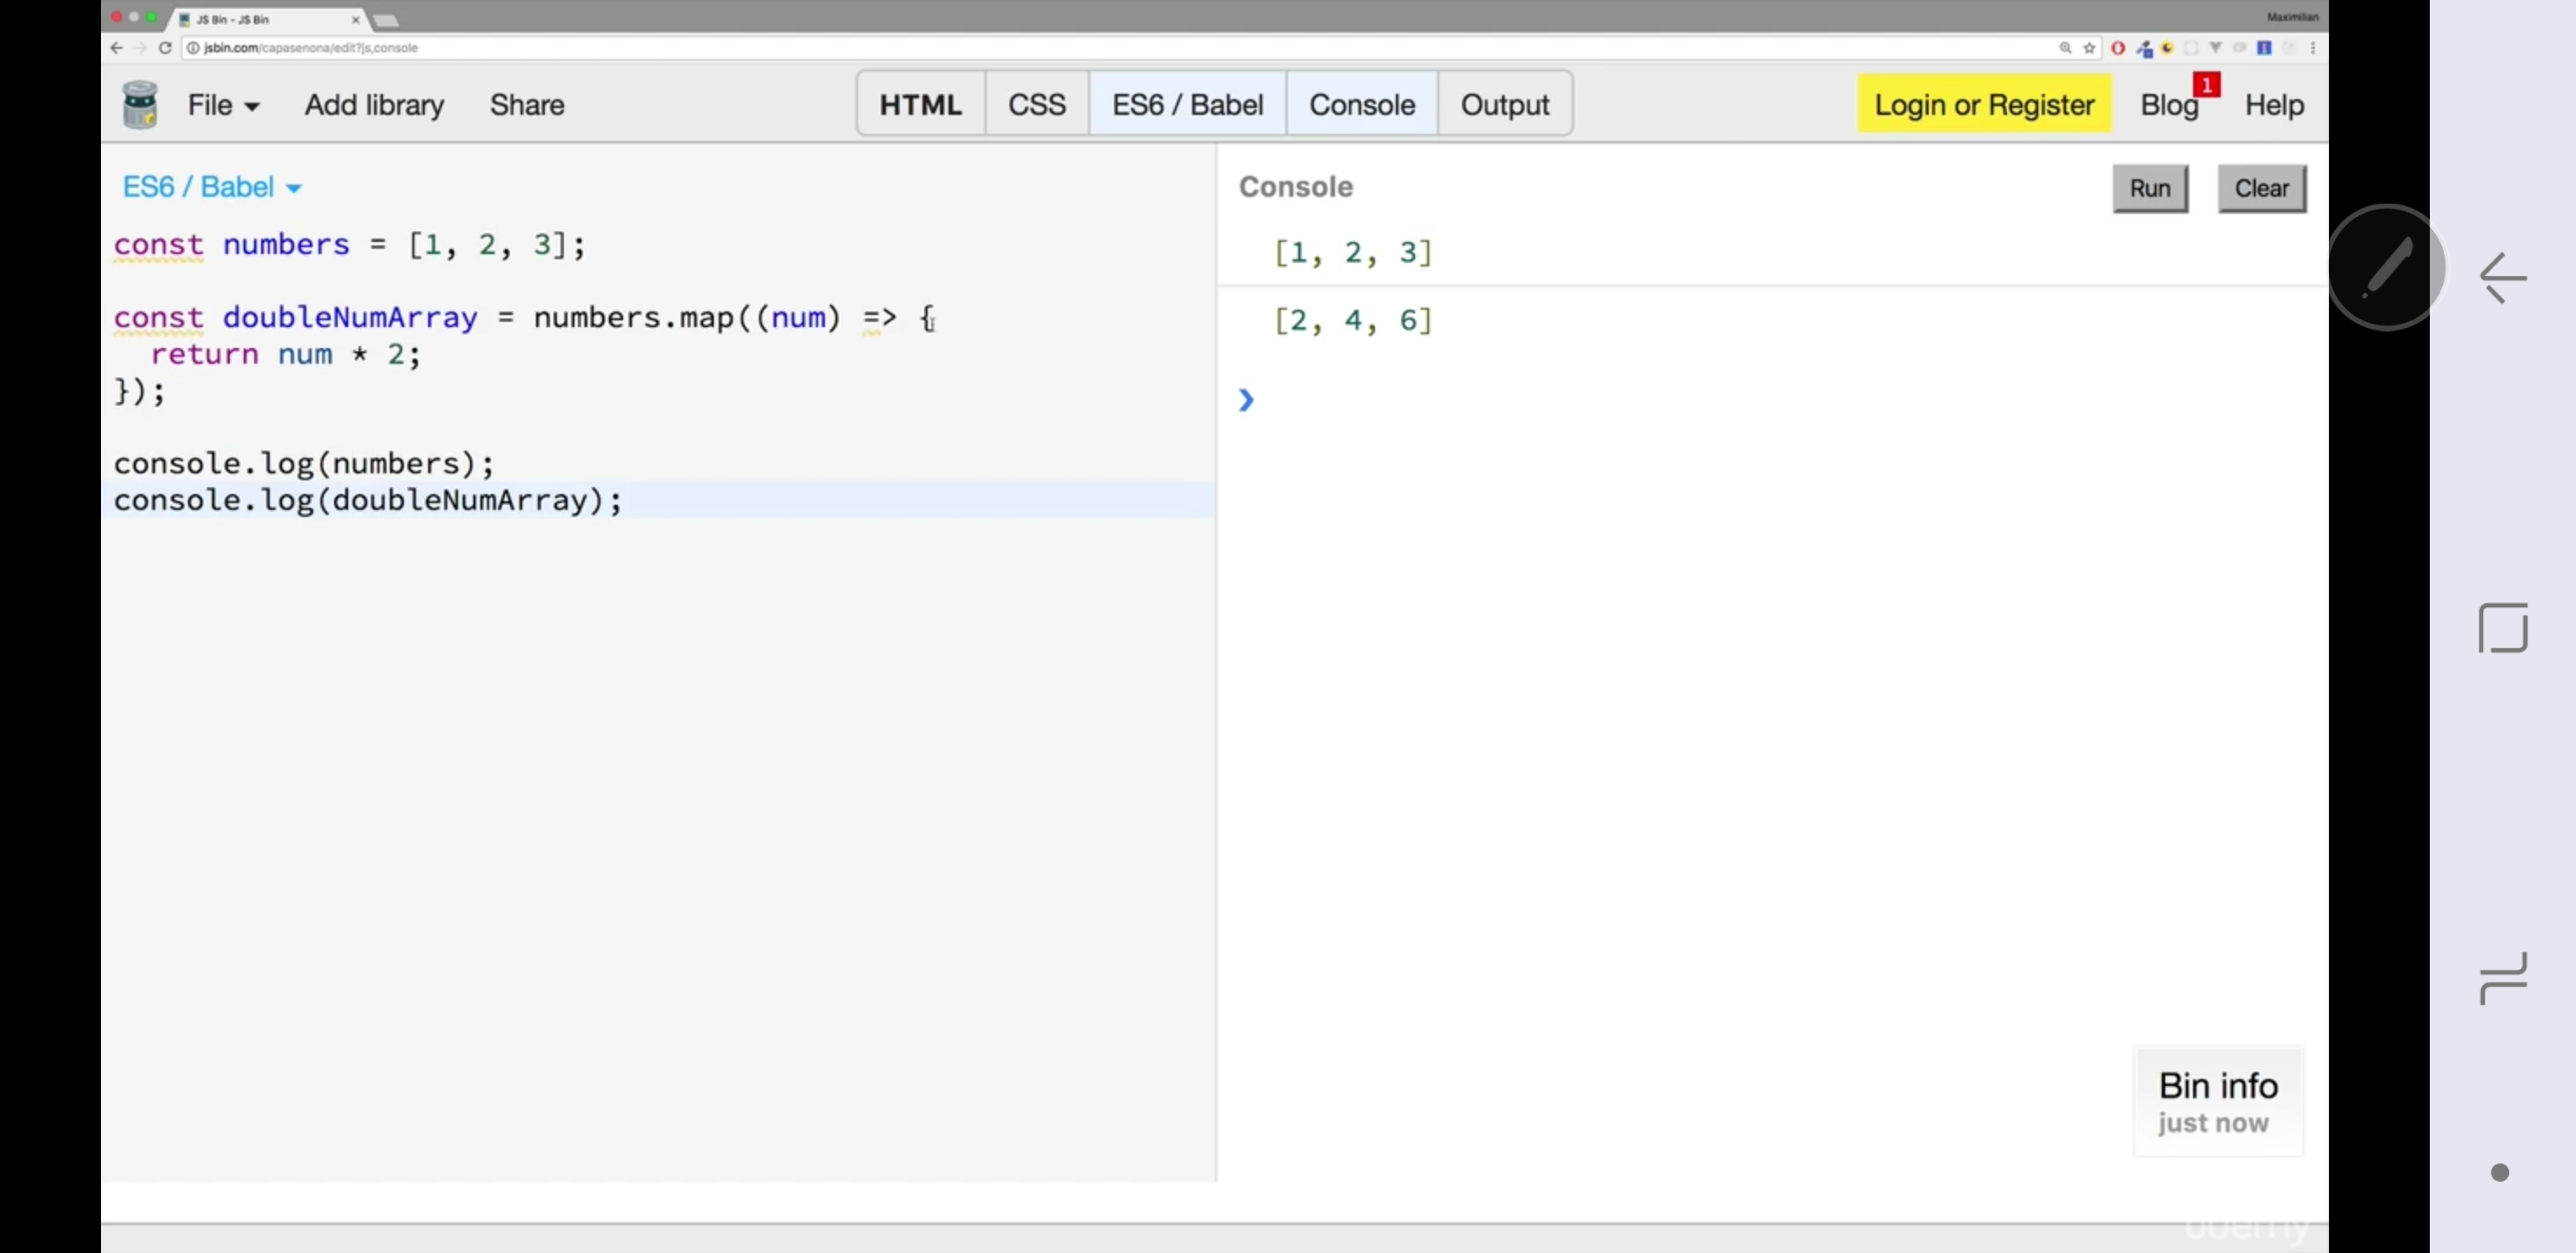 JS Bin - JS Bin
Maximilian
jsbin.com/capasenona/edit?js,console
File Add library Share HTML CSS ES6 / Babel Console Output Login or Register Blog 1 Help
ES6 / Babel
const numbers = [1, 2, 3];
const doubleNumArray = numbers.map((num) => {
return num * 2;
});
console.log(numbers);
console.log(doubleNumArray);
Console
Run Clear
[1, 2, 3]
[2, 4, 6]
Bin info
just now
udemy